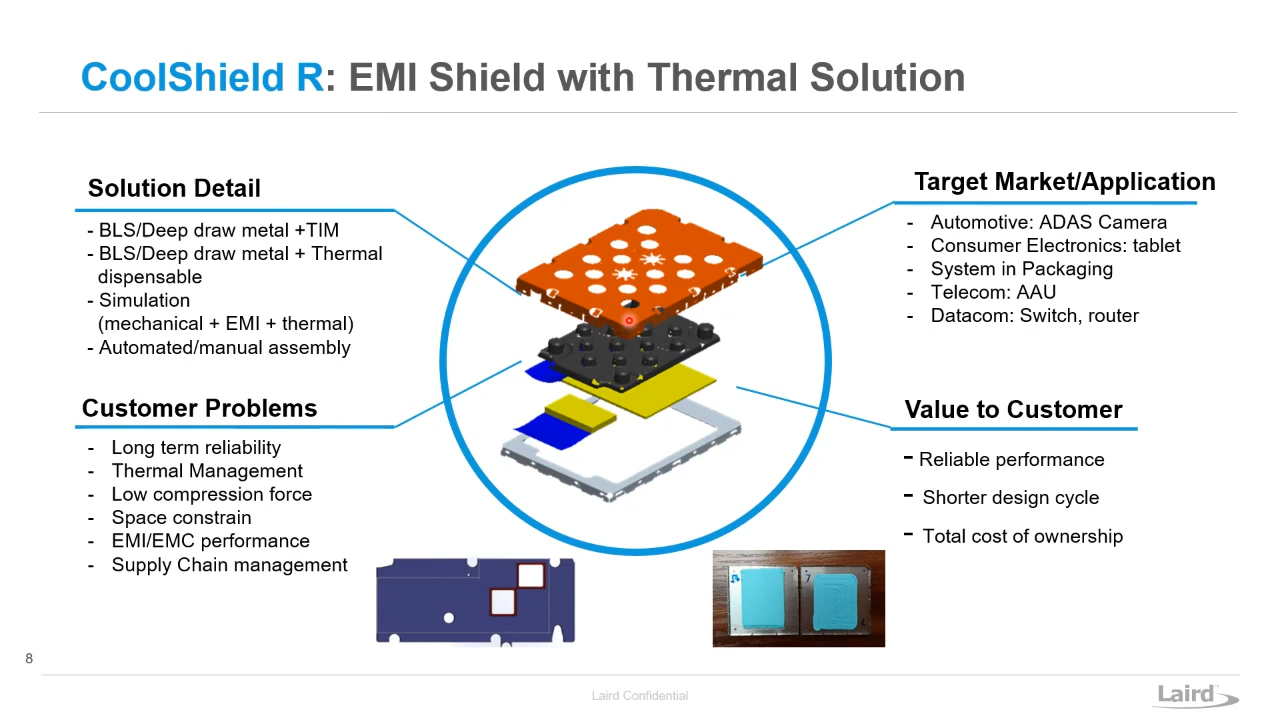 CoolShield R: EMI Shield with Thermal Solution
Solution Detail
- BLS/Deep draw metal +TIM
- BLS/Deep draw metal + Thermal
dispensable
- Simulation
(mechanical + EMI + thermal)
- Automated/manual assembly
Customer Problems
- Long term reliability
- Thermal Management
- Low compression force
- Space constrain
- EMI/EMC performance
- Supply Chain management
Target Market/Application
- Automotive: ADAS Camera
- Consumer Electronics: tablet
- System in Packaging
- Telecom: AAU
- Datacom: Switch, router
Value to Customer
- Reliable performance
- Shorter design cycle
- Total cost of ownership
8
Laird Confidential
Laird™